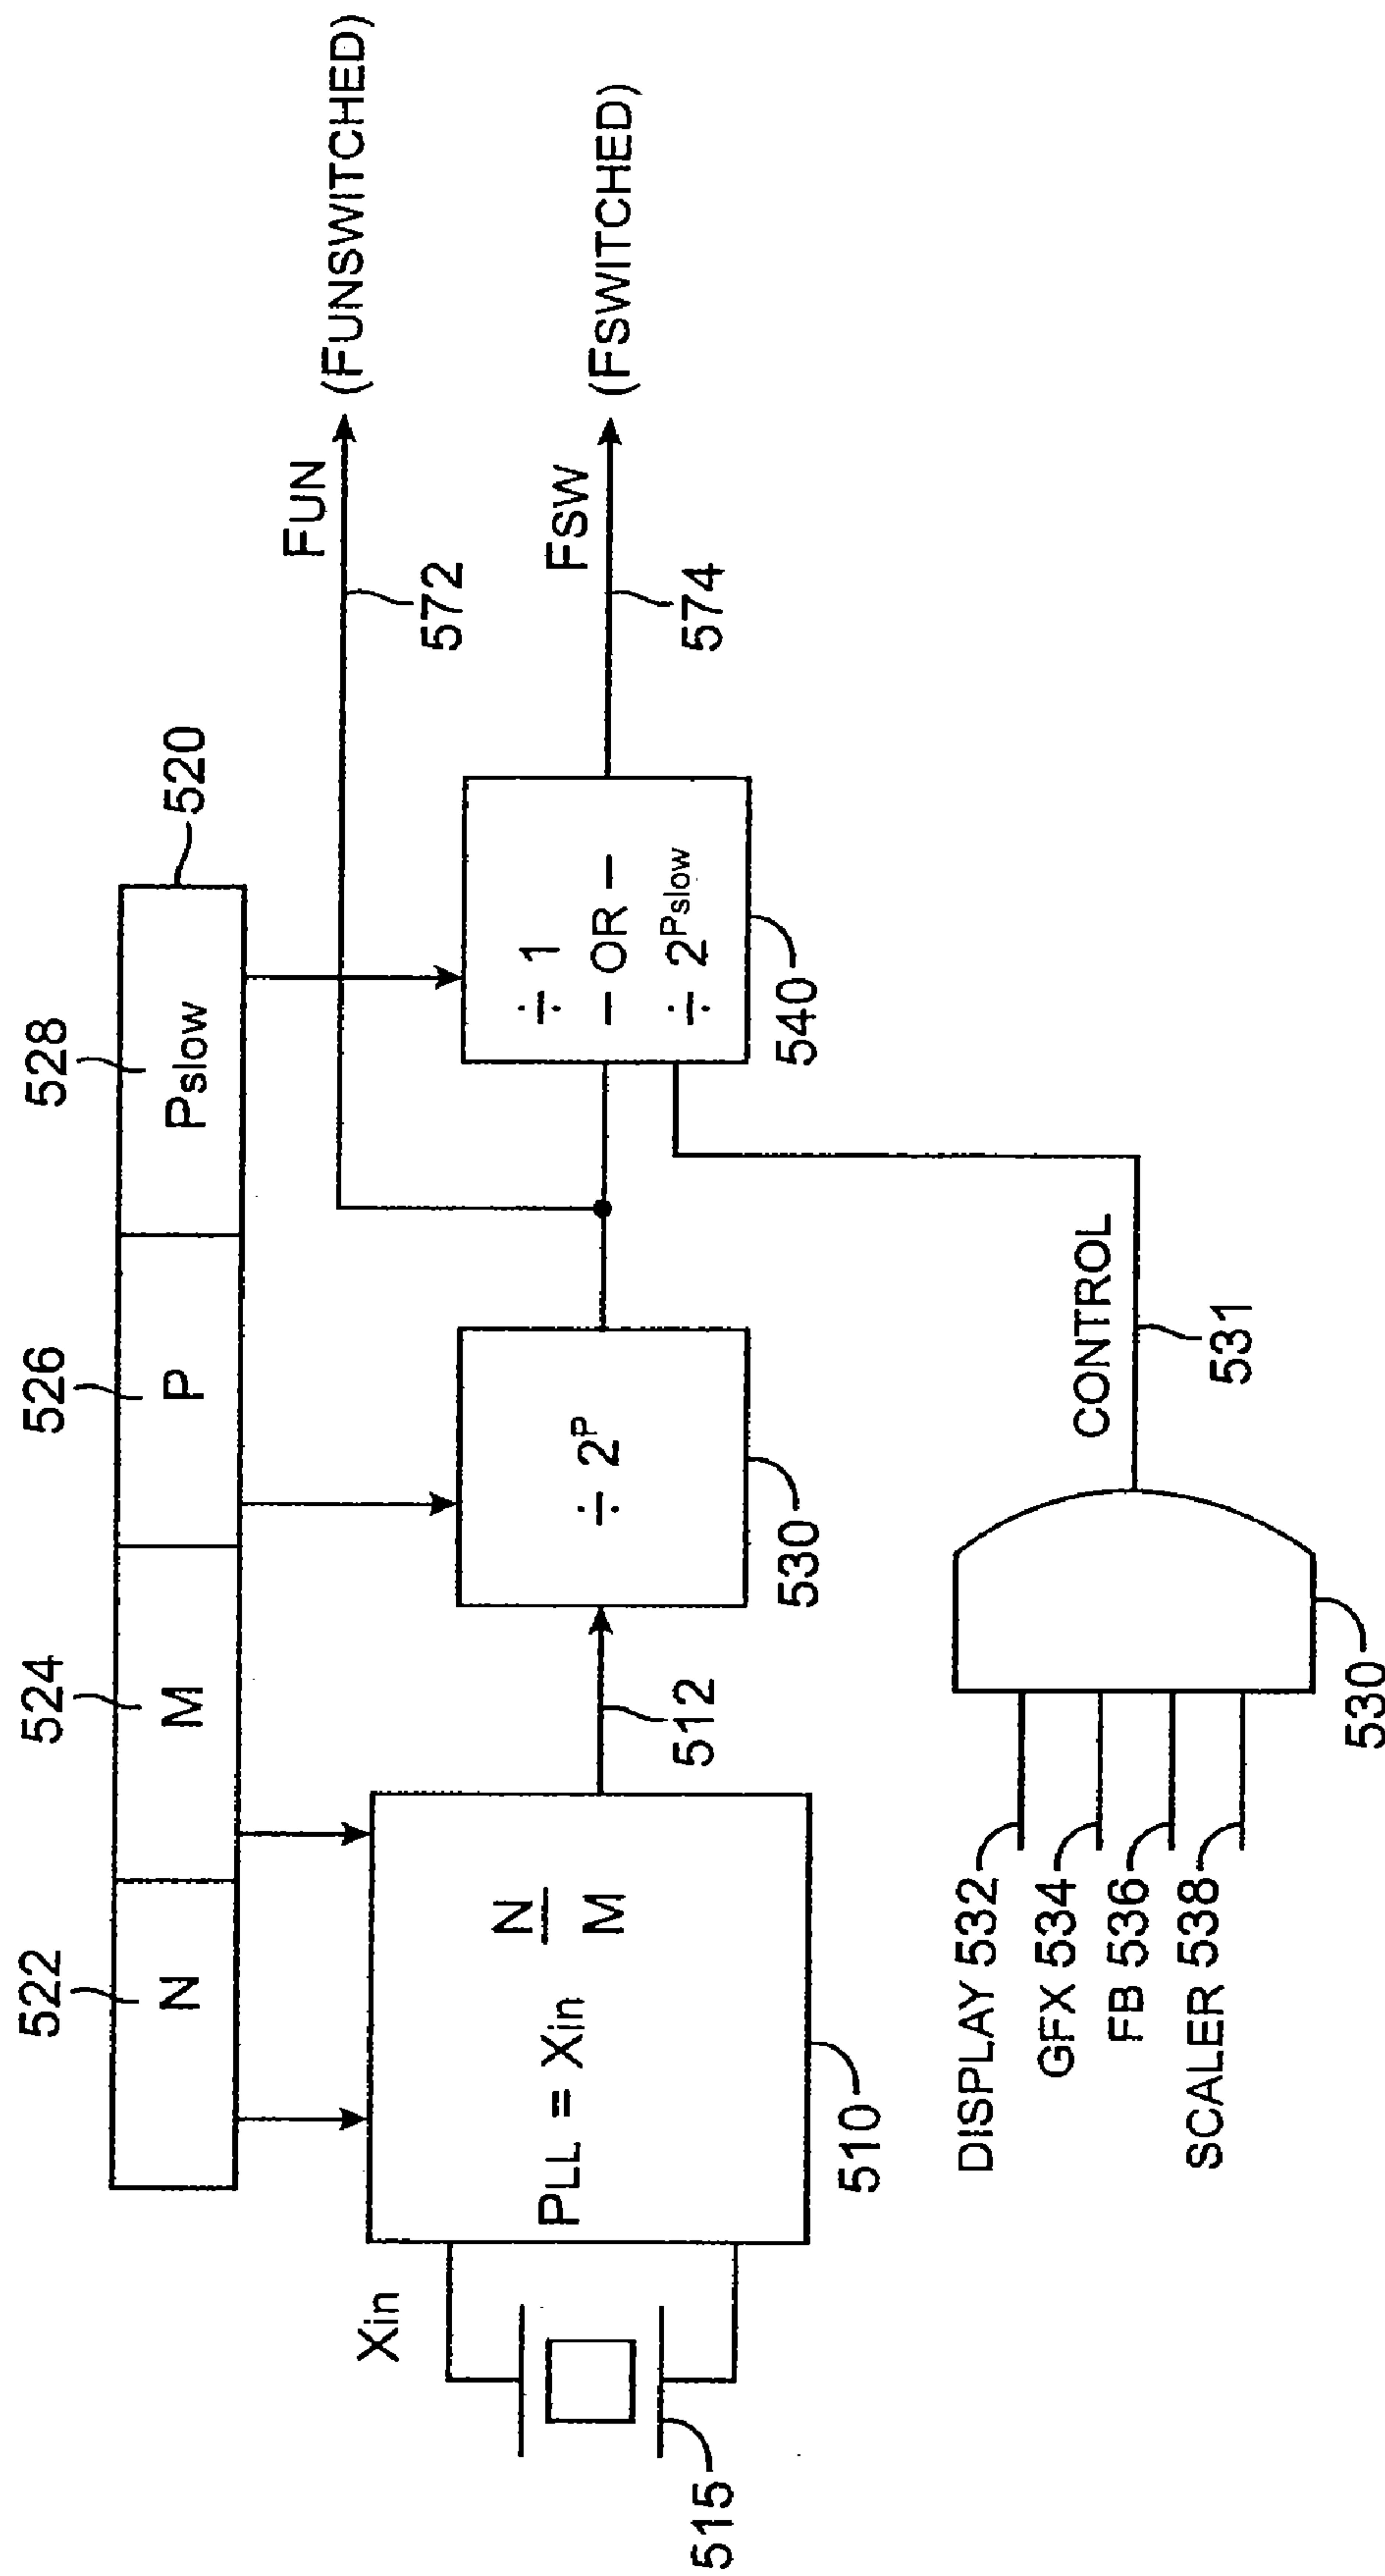 522
524
526
528
520
N
M
P
Pslow
FUN
(FUNSWITCHED)
572
Xin
PLL = Xin N
M
÷ 2P
÷ 1
– OR –
÷ 2Pslow
FSW
(FSWITCHED)
574
515
510
512
530
540
DISPLAY 532
GFX 534
FB 536
SCALER 538
CONTROL
531
530